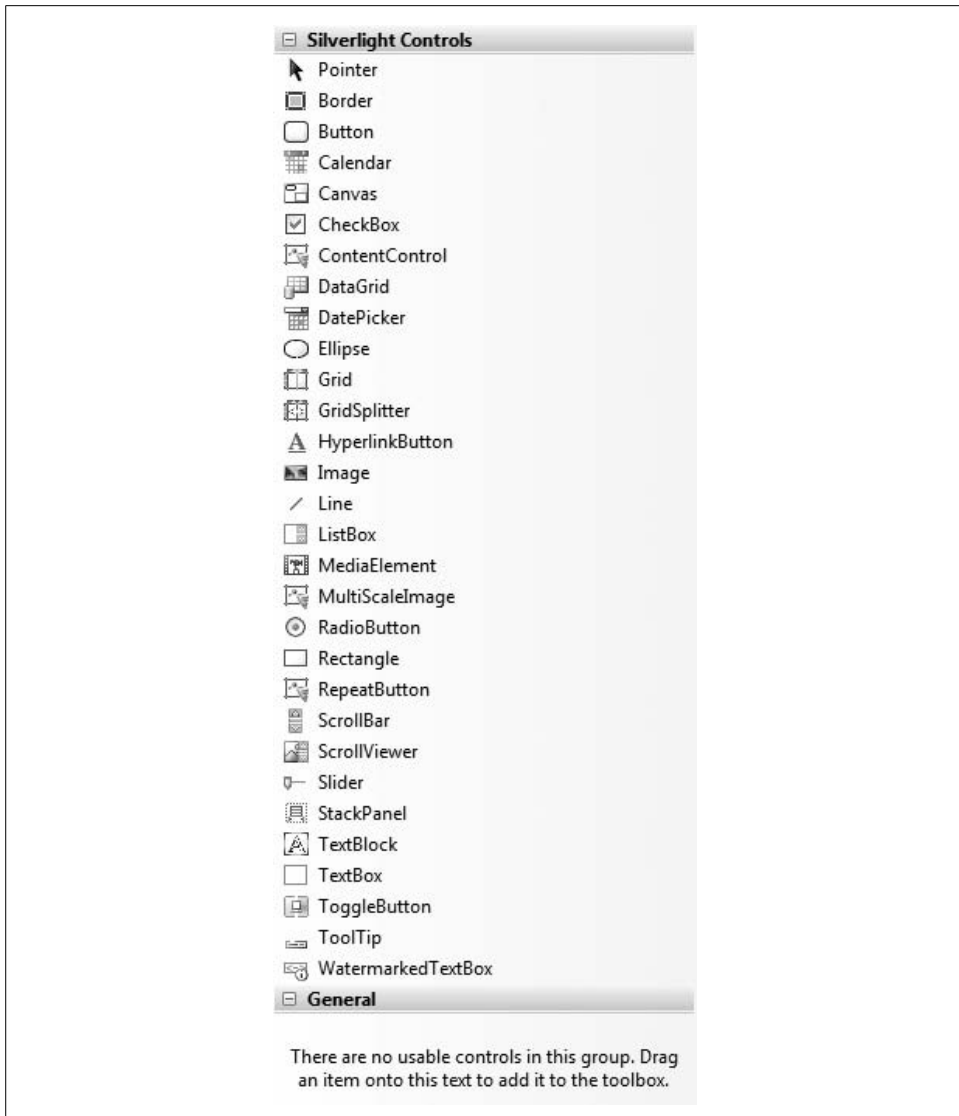 Silverlight Controls
Pointer
Border
Button
Calendar
Canvas
CheckBox
ContentControl
DataGrid
DatePicker
Ellipse
Grid
GridSplitter
HyperlinkButton
Image
Line
ListBox
MediaElement
MultiScaleImage
RadioButton
Rectangle
RepeatButton
ScrollBar
ScrollViewer
Slider
StackPanel
TextBlock
TextBox
ToggleButton
ToolTip
WatermarkedTextBox
General
There are no usable controls in this group. Drag
an item onto this text to add it to the toolbox.